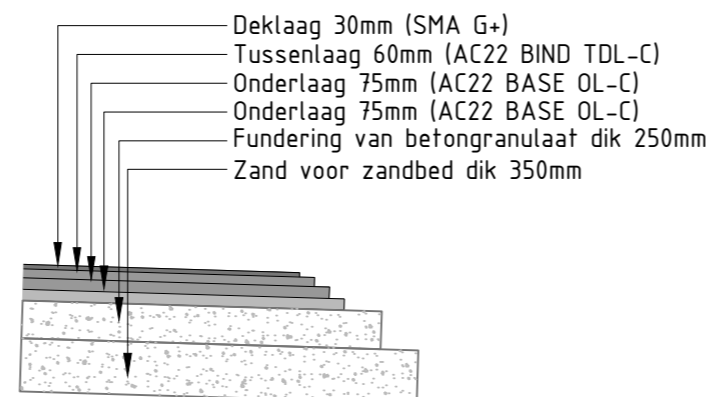 Deklaag 30mm (SMA G+)
Tussenlaag 60mm (AC22 BIND TDL-C)
Onderlaag 75mm (AC22 BASE OL-C)
Onderlaag 75mm (AC22 BASE OL-C)
Fundering van betongranulaat dik 250mm
Zand voor zandbed dik 350mm